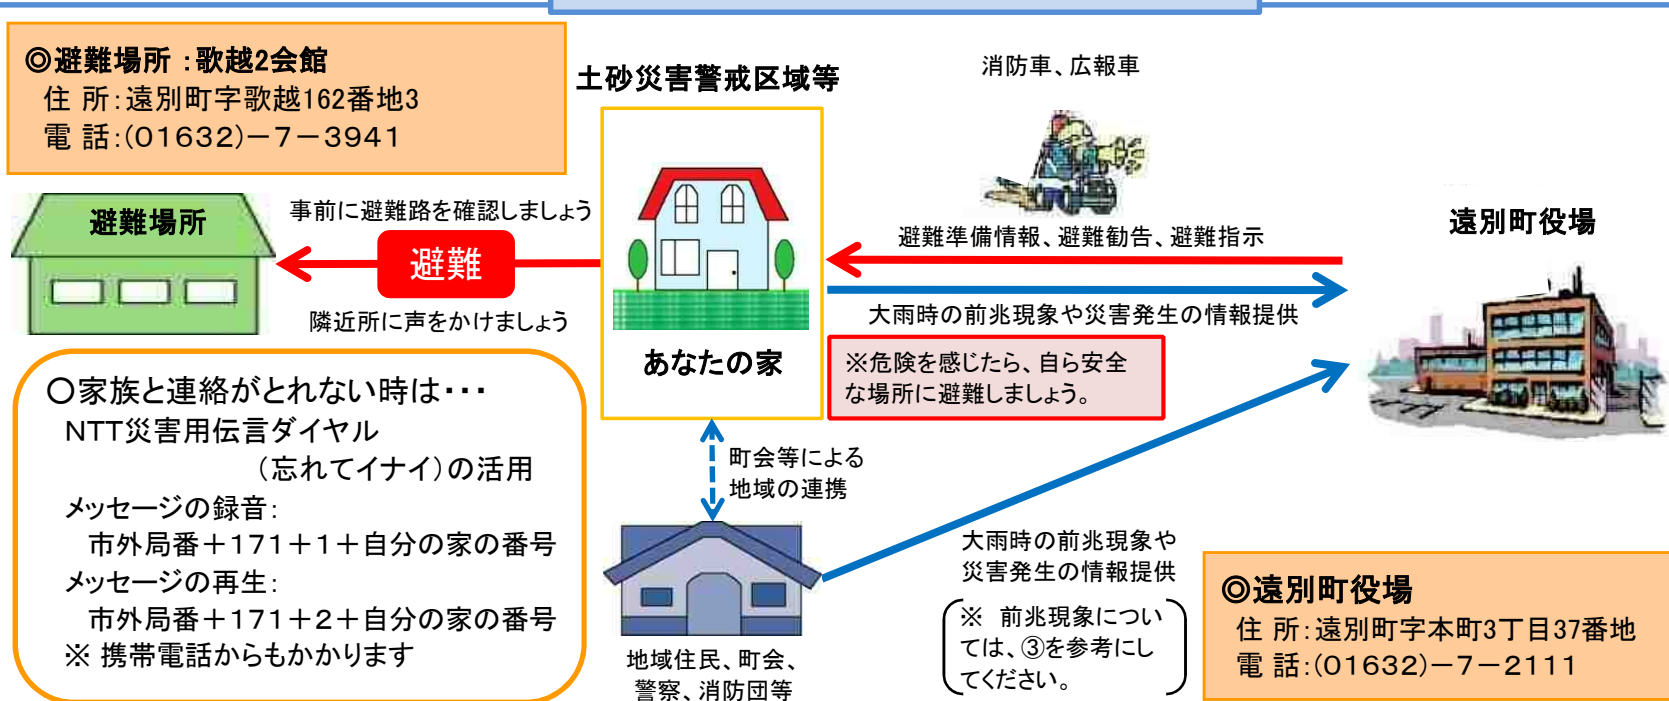 ◎避難場所：歌越2会館
住 所：遠別町字歌越162番地3
電 話：(01632)－7－3941
土砂災害警戒区域等
消防車、広報車
避難場所
事前に避難路を確認しましょう
避難
隣近所に声をかけましょう
あなたの家
避難準備情報、避難勧告、避難指示
大雨時の前兆現象や災害発生の情報提供
遠別町役場
※危険を感じたら、自ら安全
な場所に避難しましょう。
○家族と連絡がとれない時は・・・
NTT災害用伝言ダイヤル
（忘れてイナイ）の活用
メッセージの録音：
市外局番＋171＋1＋自分の家の番号
メッセージの再生：
市外局番＋171＋2＋自分の家の番号
※ 携帯電話からもかかります
町会等による
地域の連携
地域住民、町会、
警察、消防団等
大雨時の前兆現象や
災害発生の情報提供
※ 前兆現象につい
ては、③を参考にし
てください。
◎遠別町役場
住 所：遠別町字本町3丁目37番地
電 話：(01632)－7－2111